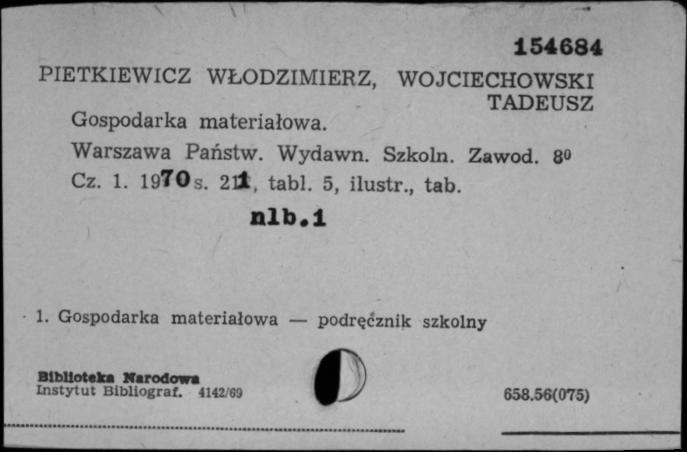 154684
PIETKIEWICZ WŁODZIMIERZ, WOJCIECHOWSKI
TADEUSZ
Gospodarka materiałowa.
Warszawa Państw. Wydawn. Szkoln. Zawod. 8⁰
Cz. 1. 1970 s. 211, tabl. 5, ilustr., tab.
nlb.1
1. Gospodarka materiałowa — podręcznik szkolny
Biblioteka Narodowa
Instytut Bibliograf. 4142/69
658.56(075)